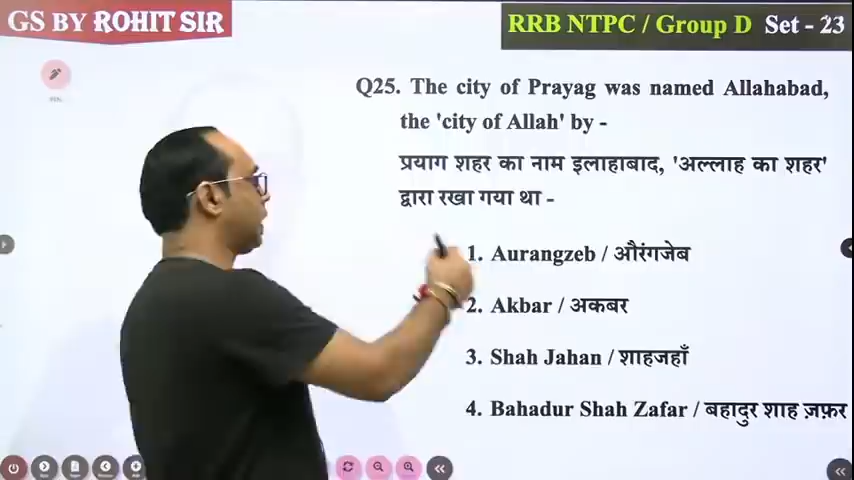 GS BY ROHIT SIR
RRB NTPC / Group D Set - 23
Q25. The city of Prayag was named Allahabad,
the 'city of Allah' by -
प्रयाग शहर का नाम इलाहाबाद, 'अल्लाह का शहर'
द्वारा रखा गया था -
1. Aurangzeb / औरंगजेब
2. Akbar / अकबर
3. Shah Jahan / शाहजहाँ
4. Bahadur Shah Zafar / बहादुर शाह ज़फ़र